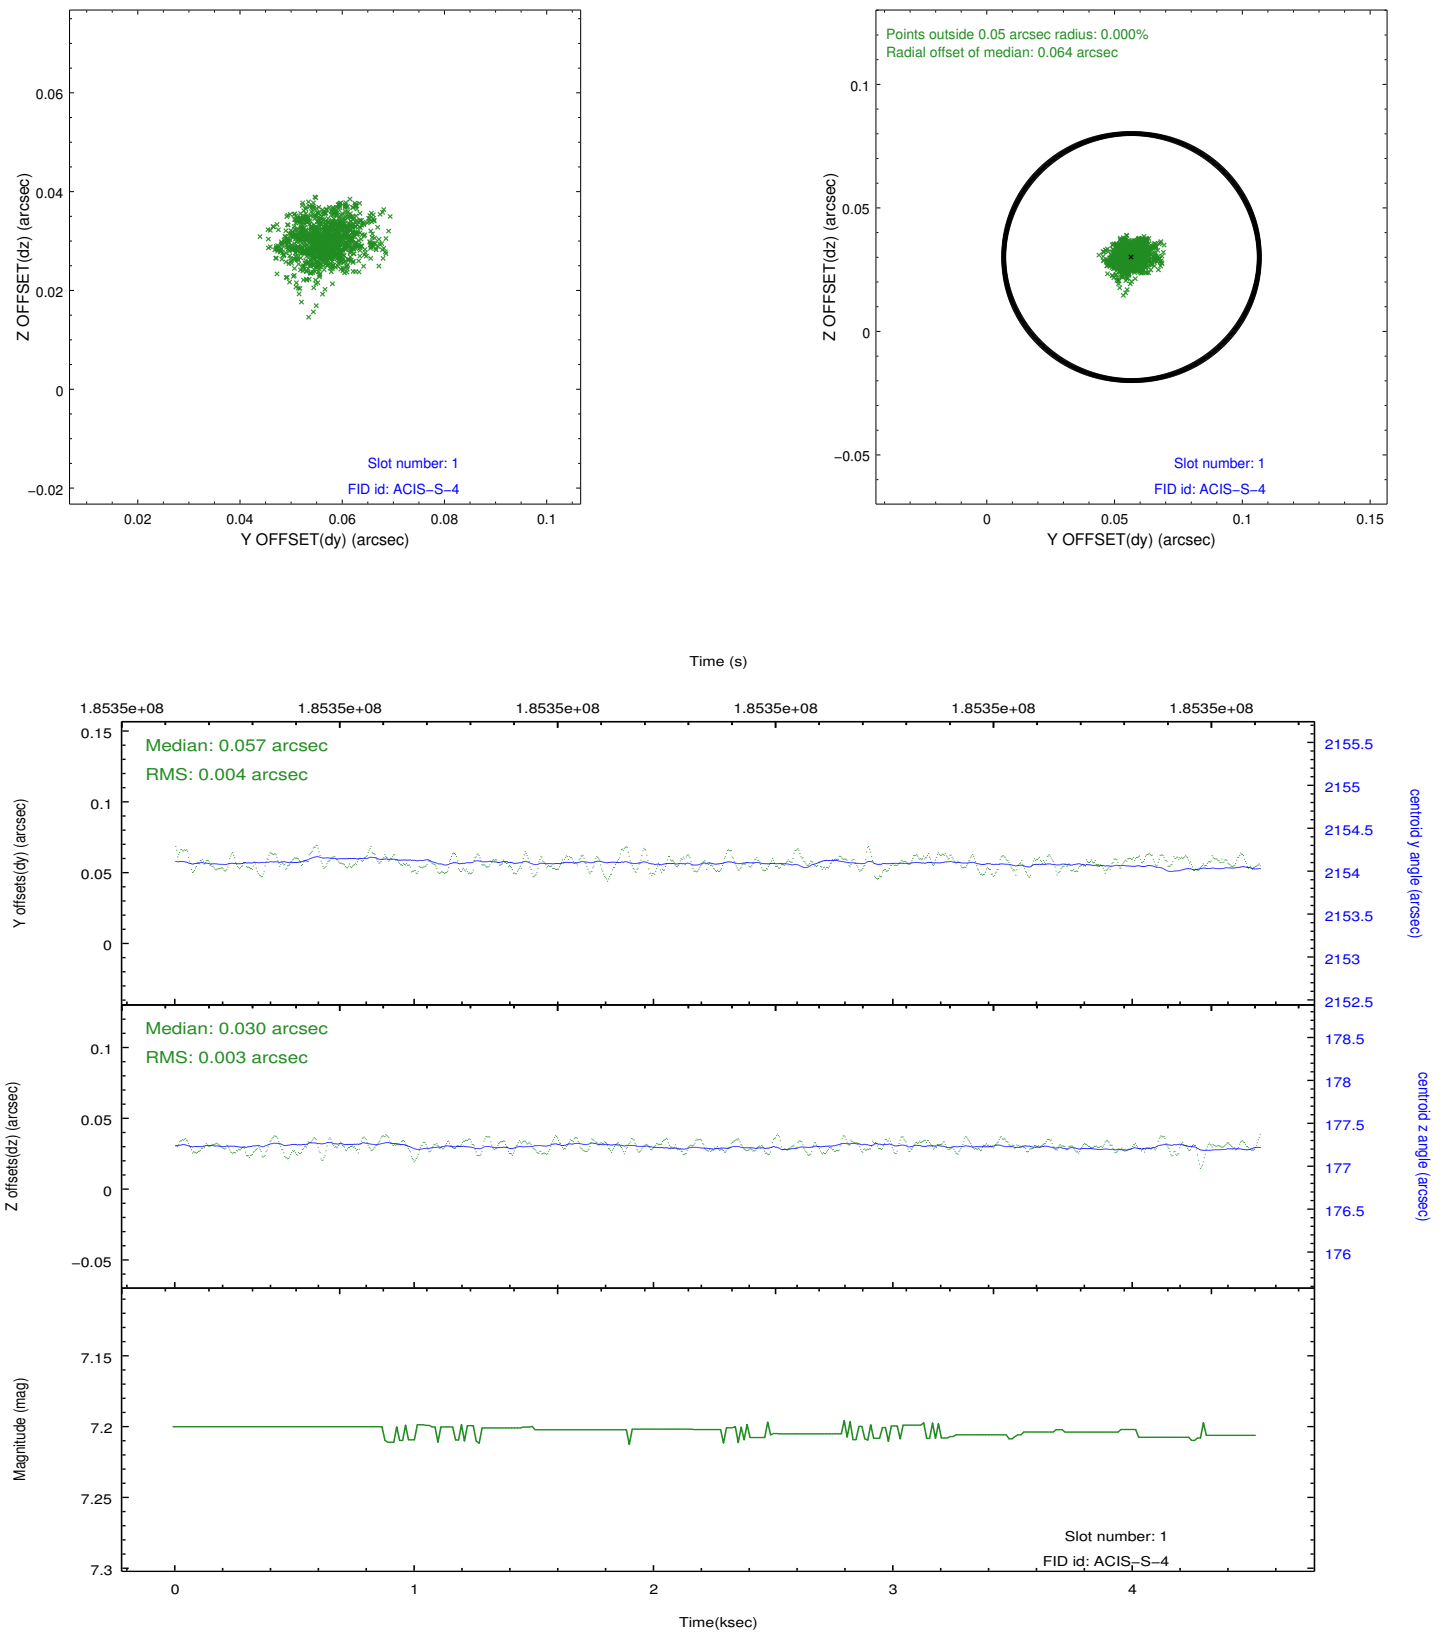 0.06
0.04
0.02
0
−0.02
Z OFFSET(dz) (arcsec)
Slot number: 1
FID id: ACIS−S−4
0.02 0.04 0.06 0.08 0.1
Y OFFSET(dy) (arcsec)
Points outside 0.05 arcsec radius: 0.000%
Radial offset of median: 0.064 arcsec
0.1
0.05
0
−0.05
Z OFFSET(dz) (arcsec)
Slot number: 1
FID id: ACIS−S−4
0 0.05 0.1 0.15
Y OFFSET(dy) (arcsec)
Time (s)
1.8535e+08 1.8535e+08 1.8535e+08 1.8535e+08 1.8535e+08 1.8535e+08
Median: 0.057 arcsec
RMS: 0.004 arcsec
0.15
0.1
0.05
0
Y offsets(dy) (arcsec)
2155.5
2155
2154.5
2154
2153.5
2153
2152.5
centroid y angle (arcsec)
Median: 0.030 arcsec
RMS: 0.003 arcsec
0.1
0.05
0
−0.05
Z offsets(dz) (arcsec)
178.5
178
177.5
177
176.5
176
centroid z angle (arcsec)
7.15
7.2
7.25
7.3
Magnitude (mag)
Slot number: 1
FID id: ACIS−S−4
0 1 2 3 4
Time(ksec)